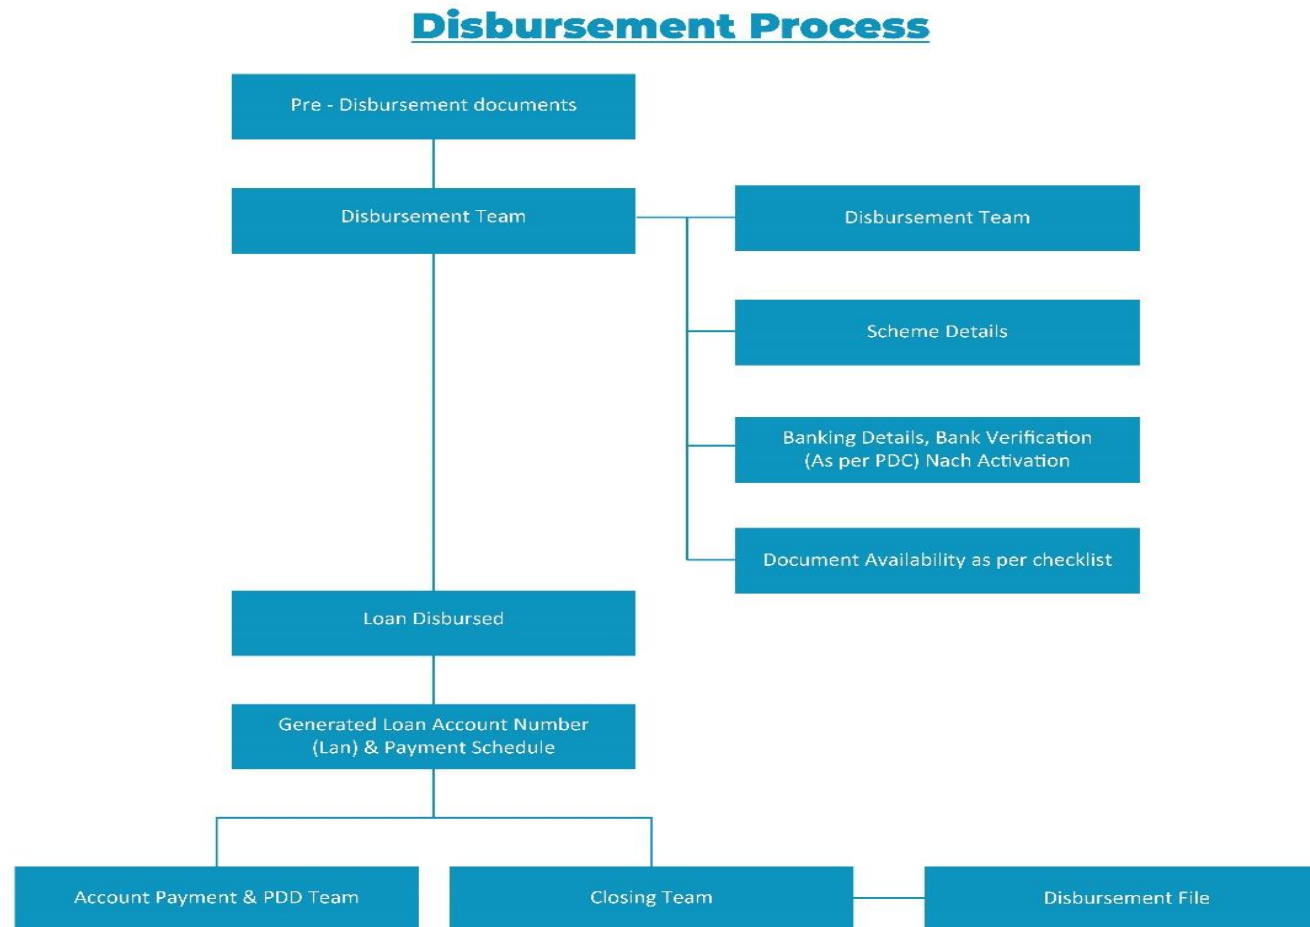 Disbursement Process
Pre - Disbursement documents
Disbursement Team
Disbursement Team
Scheme Details
Banking Details, Bank Verification
(As per PDC) Nach Activation
Document Availability as per checklist
Loan Disbursed
Generated Loan Account Number
(Lan) & Payment Schedule
Account Payment & PDD Team
Closing Team
Disbursement File